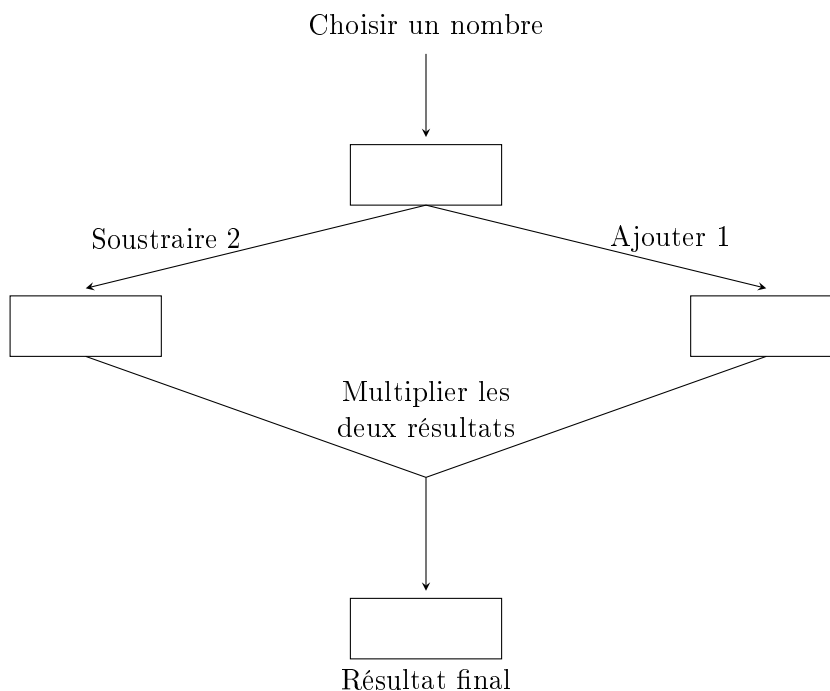 Choisir un nombre
Soustraire 2
Ajouter 1
Multiplier les
deux résultats
Résultat final